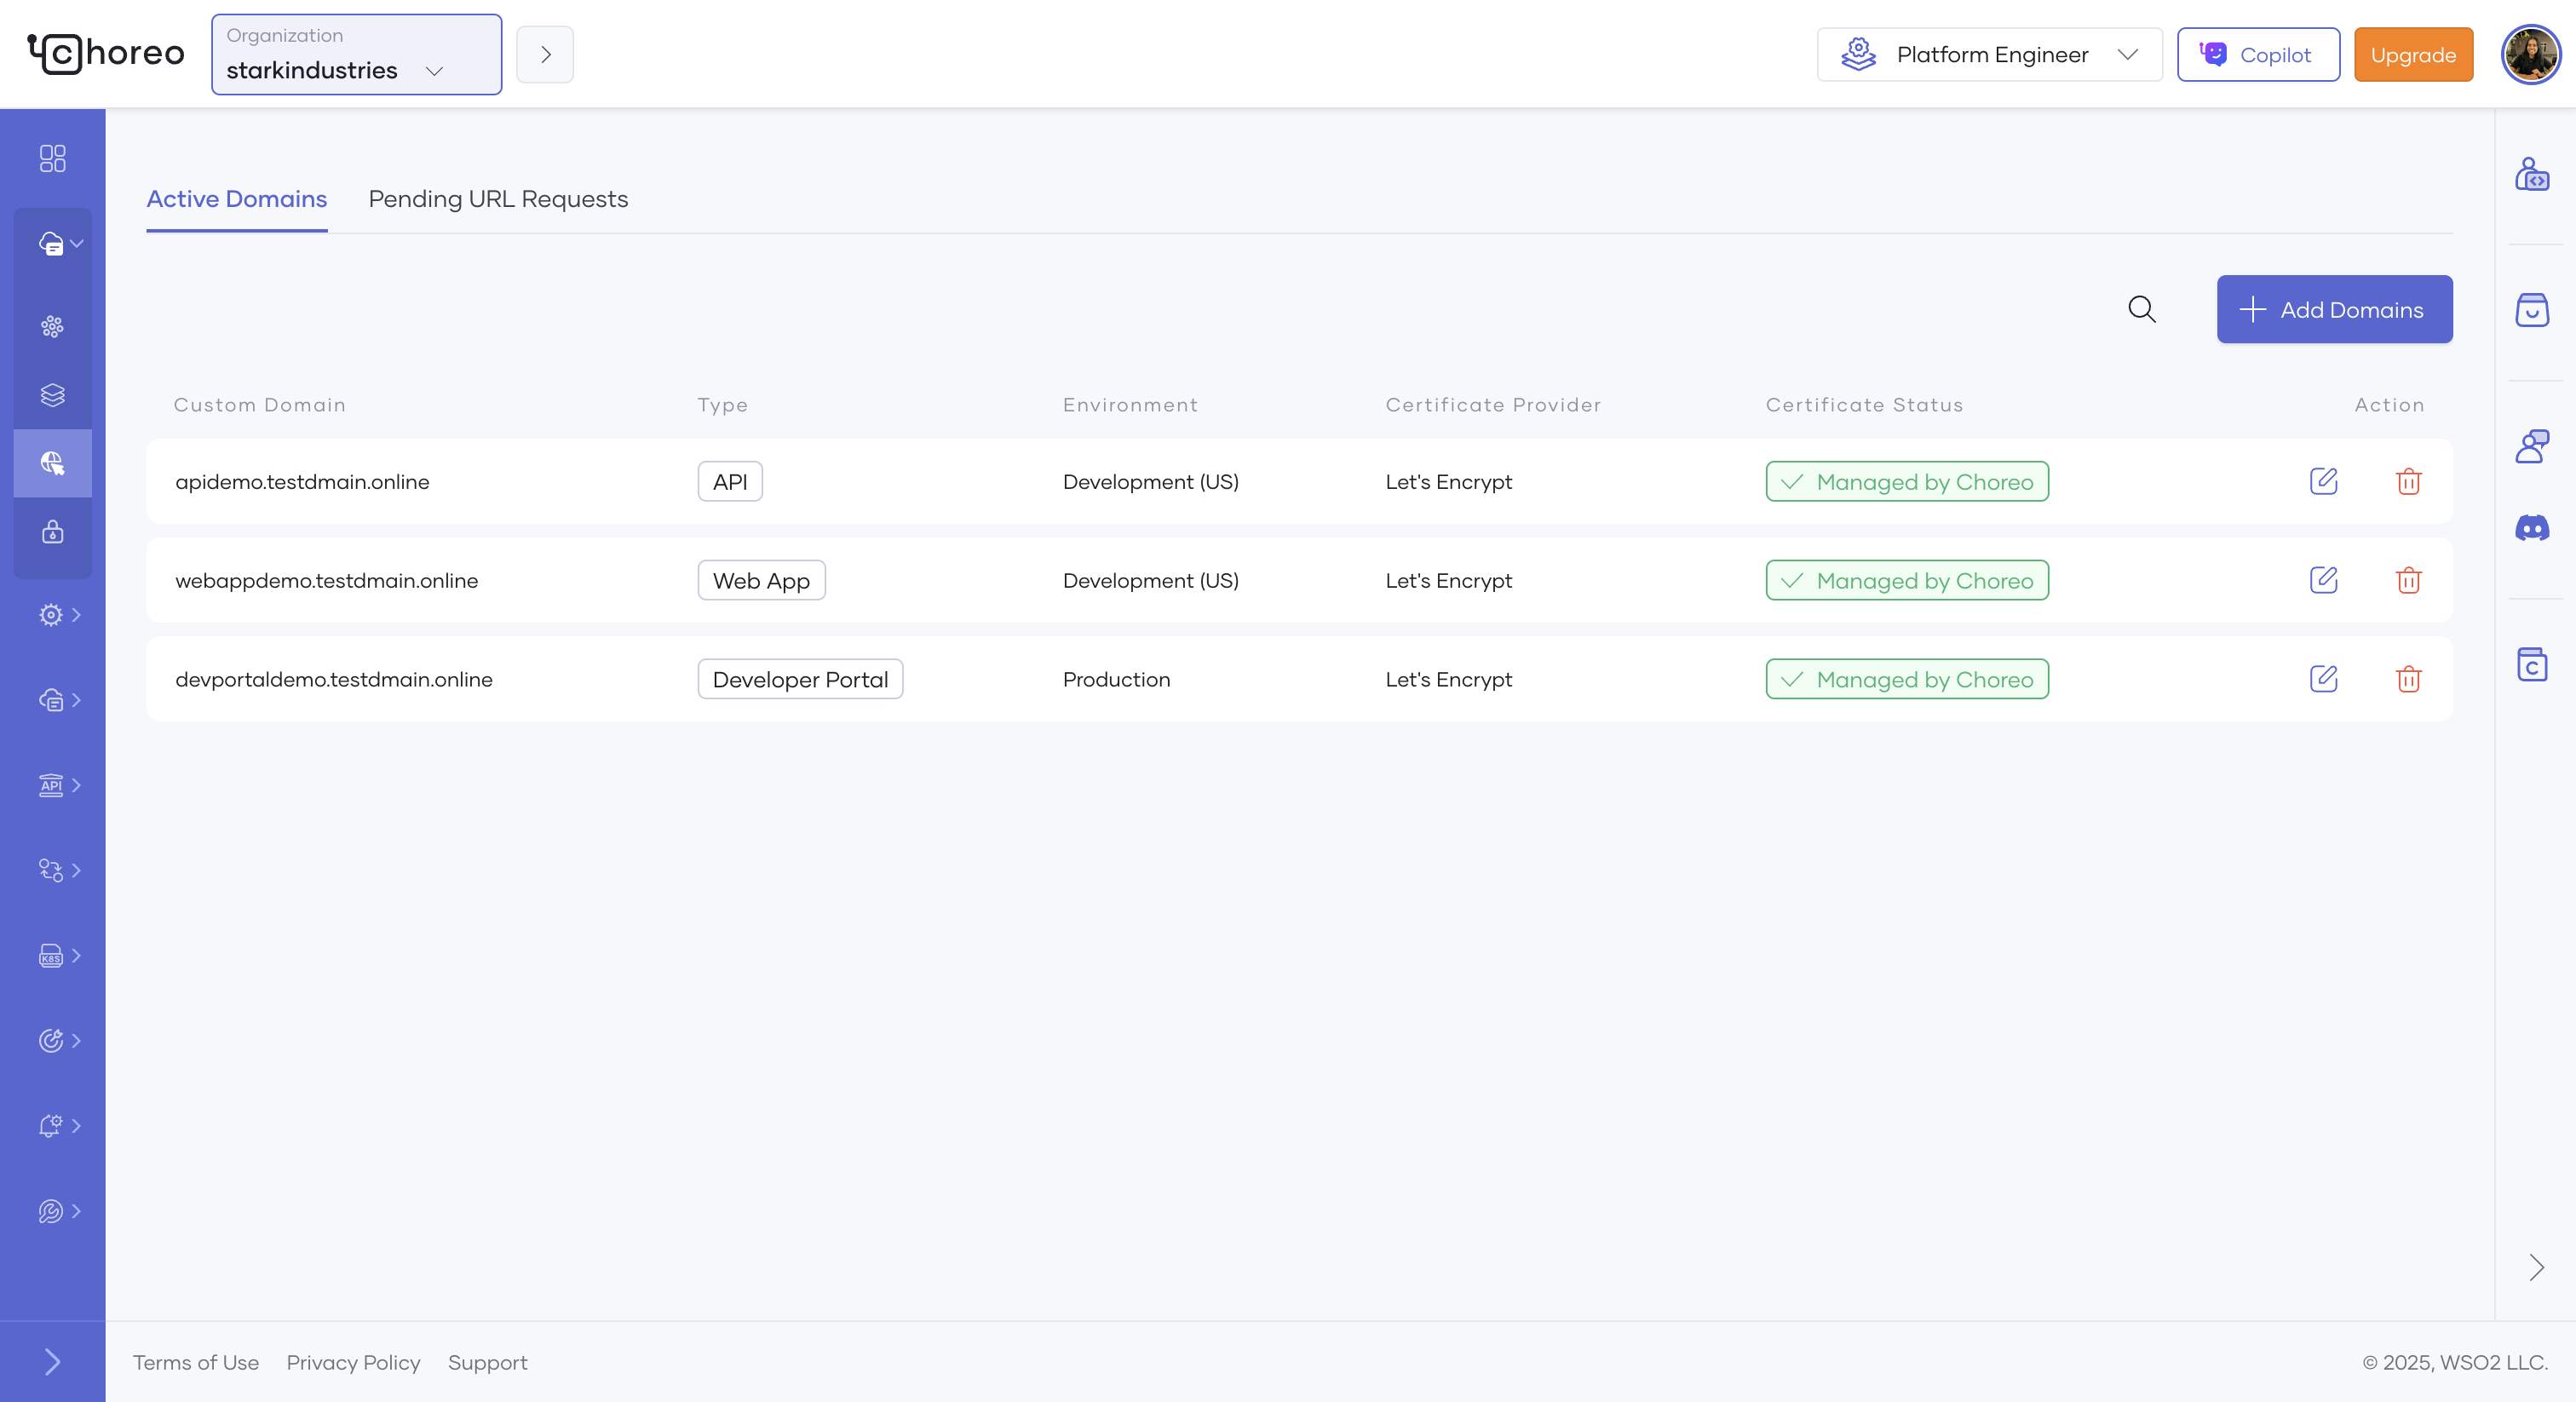 choreo
Organization
starkindustries
Platform Engineer
Copilot
Upgrade
Active Domains
Pending URL Requests
Add Domains
Custom Domain Type Environment Certificate Provider Certificate Status Action
apidemo.testdmain.online API Development (US) Let's Encrypt Managed by Choreo
webappdemo.testdmain.online Web App Development (US) Let's Encrypt Managed by Choreo
devportaldemo.testdmain.online Developer Portal Production Let's Encrypt Managed by Choreo
API
K8S
C
Terms of Use Privacy Policy Support © 2025, WSO2 LLC.